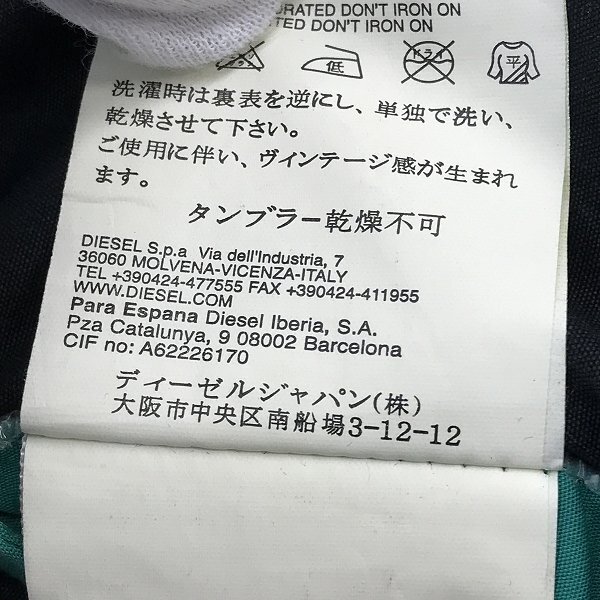 RATED DON'T IRON ON
TED DON'T IRON ON
低 ドライ 平
洗濯時は裏表を逆にし、単独で洗い、
乾燥させて下さい。
ご使用に伴い、ヴィンテージ感が生まれ
ます。
タンブラー乾燥不可
DIESEL S.p.a Via dell'Industria, 7
36060 MOLVENA-VICENZA-ITALY
TEL +390424-477555 FAX +390424-411955
WWW.DIESEL.COM
Para Espana Diesel Iberia, S.A.
Pza Catalunya, 9 08002 Barcelona
CIF no: A62226170
ディーゼルジャパン(株)
大阪市中央区南船場3-12-12